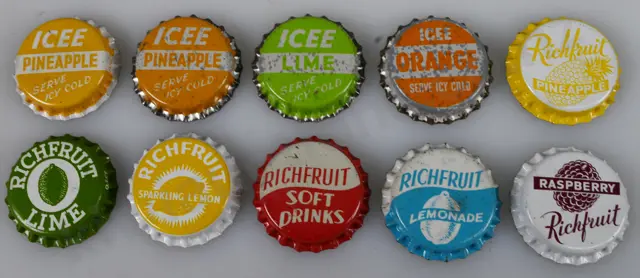 ICEE
PINEAPPLE
SERVE
ICY COLD
ICEE
PINEAPPLE
SERVE
ICY COLD
ICEE
LIME
SERVE
ICY COLD
ICEE
ORANGE
SERVE ICY COLD
Richfruit
PINEAPPLE
RICHFRUIT
LIME
RICHFRUIT
SPARKLING LEMON
RICHFRUIT
SOFT
DRINKS
RICHFRUIT
LEMONADE
RASPBERRY
Richfruit